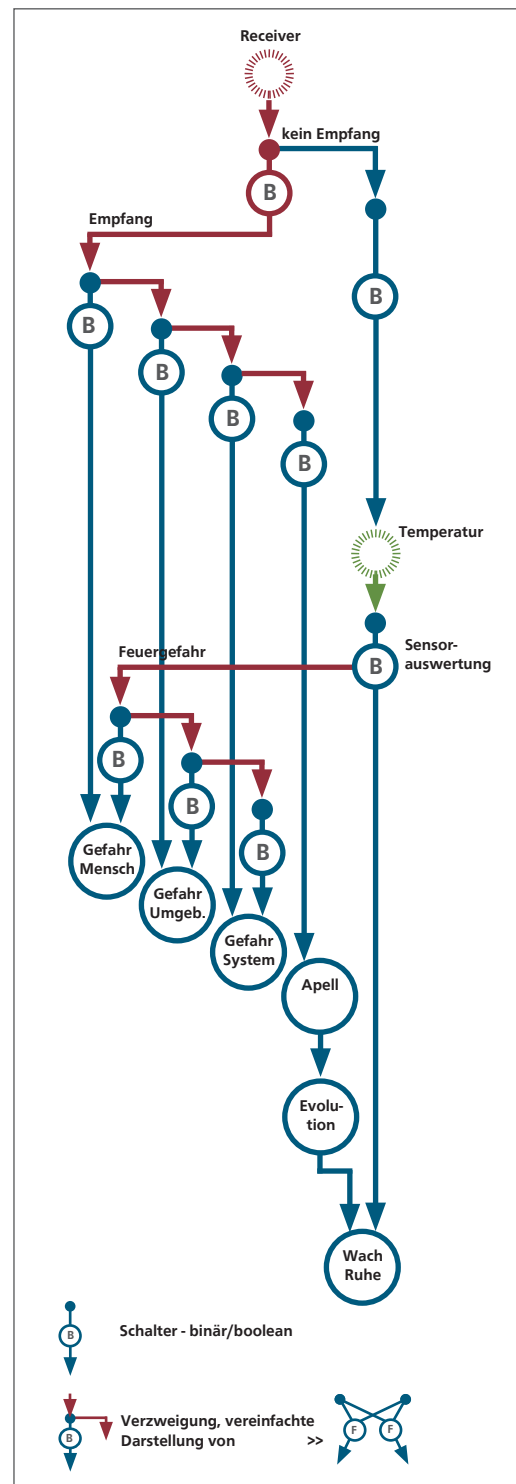 Receiver
kein Empfang
B
Empfang
B
B
B
B
B
Temperatur
Sensor-
auswertung
B
Feuergefahr
B
B
B
Gefahr
Mensch
Gefahr
Umgeb.
Gefahr
System
Apell
Evolu-
tion
Wach
Ruhe
B
Schalter - binär/boolean
B
Verzweigung, vereinfachte
Darstellung von >>
F F